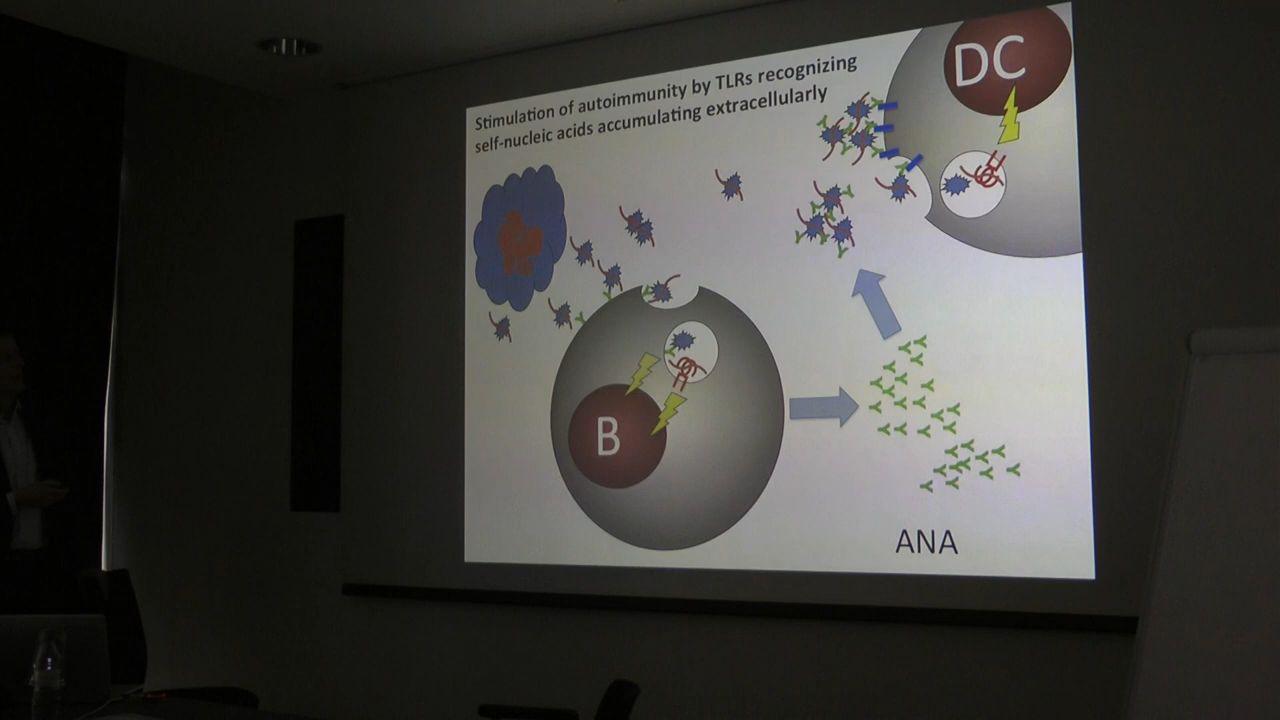 Stimulation of autoimmunity by TLRs recognizing
self-nucleic acids accumulating extracellularly
DC
B
ANA